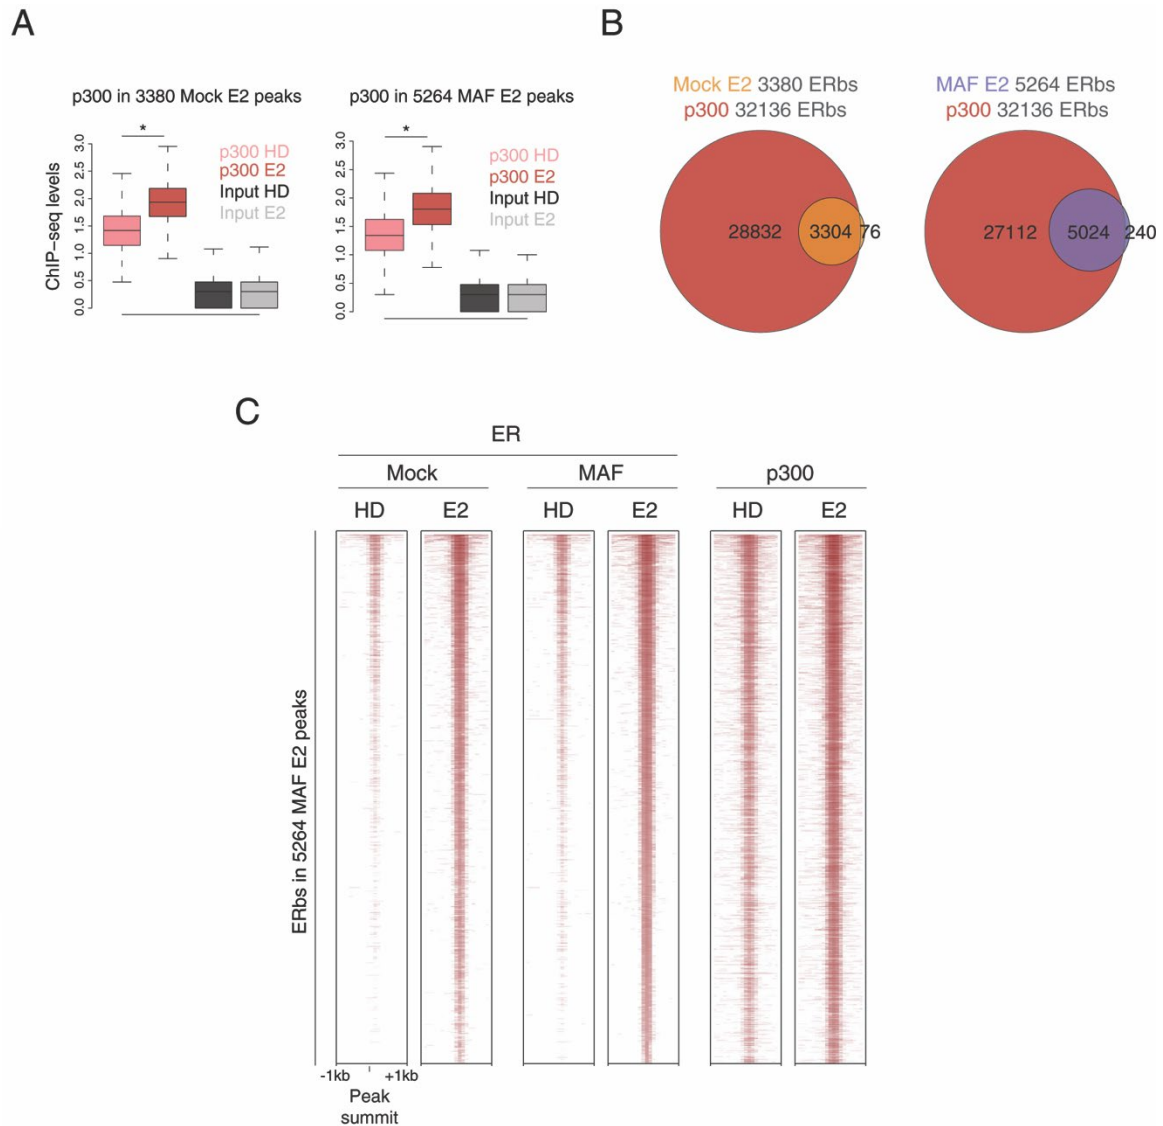 A
p300 in 3380 Mock E2 peaks
p300 in 5264 MAF E2 peaks
ChIP-seq levels
3.0
2.5
2.0
1.5
1.0
0.5
0.0
*
p300 HD
p300 E2
Input HD
Input E2
3.0
2.5
2.0
1.5
1.0
0.5
0.0
*
p300 HD
p300 E2
Input HD
Input E2
B
Mock E2 3380 ERbs
p300 32136 ERbs
28832 3304 76
MAF E2 5264 ERbs
p300 32136 ERbs
27112 5024 240
C
ER
Mock MAF p300
HD E2 HD E2 HD E2
ERbs in 5264 MAF E2 peaks
-1kb +1kb
Peak
summit